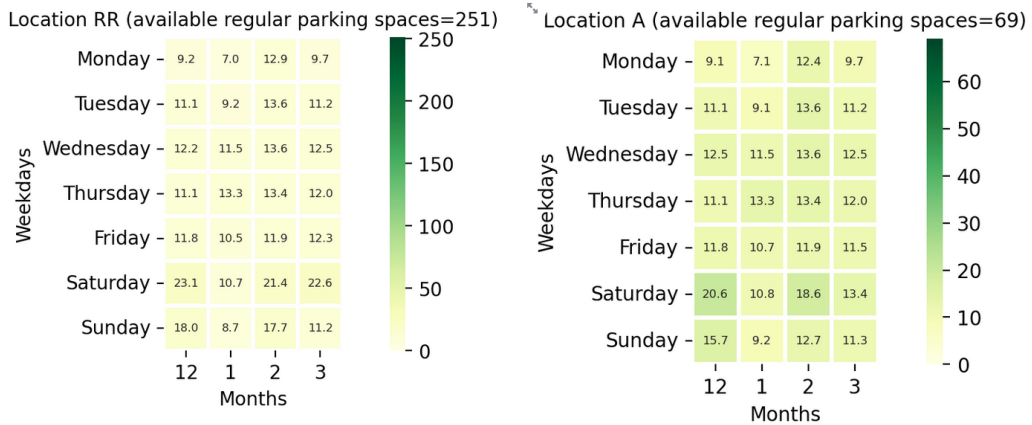 Location RR (available regular parking spaces=251)
Weekdays
Monday 9.2 7.0 12.9 9.7
Tuesday 11.1 9.2 13.6 11.2
Wednesday 12.2 11.5 13.6 12.5
Thursday 11.1 13.3 13.4 12.0
Friday 11.8 10.5 11.9 12.3
Saturday 23.1 10.7 21.4 22.6
Sunday 18.0 8.7 17.7 11.2
12 1 2 3
Months
250
200
150
100
50
0
Location A (available regular parking spaces=69)
Weekdays
Monday 9.1 7.1 12.4 9.7
Tuesday 11.1 9.1 13.6 11.2
Wednesday 12.5 11.5 13.6 12.5
Thursday 11.1 13.3 13.4 12.0
Friday 11.8 10.7 11.9 11.5
Saturday 20.6 10.8 18.6 13.4
Sunday 15.7 9.2 12.7 11.3
12 1 2 3
Months
60
50
40
30
20
10
0